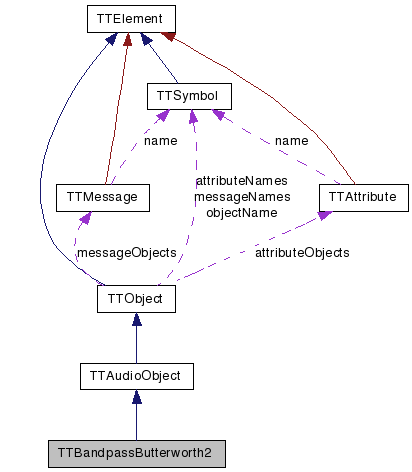 TTElement
TTSymbol
name
name
TTMessage
attributeNames
messageNames
objectName
TTAttribute
messageObjects
attributeObjects
TTObject
TTAudioObject
TTBandpassButterworth2